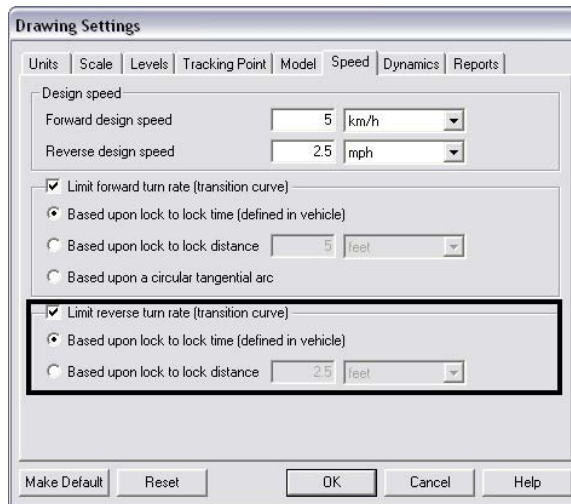 Drawing Settings
Units Scale Levels Tracking Point Model Speed Dynamics Reports
Design speed
Forward design speed 5 km/h
Reverse design speed 2.5 mph
Limit forward turn rate (transition curve)
Based upon lock to lock time (defined in vehicle)
Based upon lock to lock distance 5 feet
Based upon a circular tangential arc
Limit reverse turn rate (transition curve)
Based upon lock to lock time (defined in vehicle)
Based upon lock to lock distance 2.5 feet
Make Default Reset OK Cancel Help